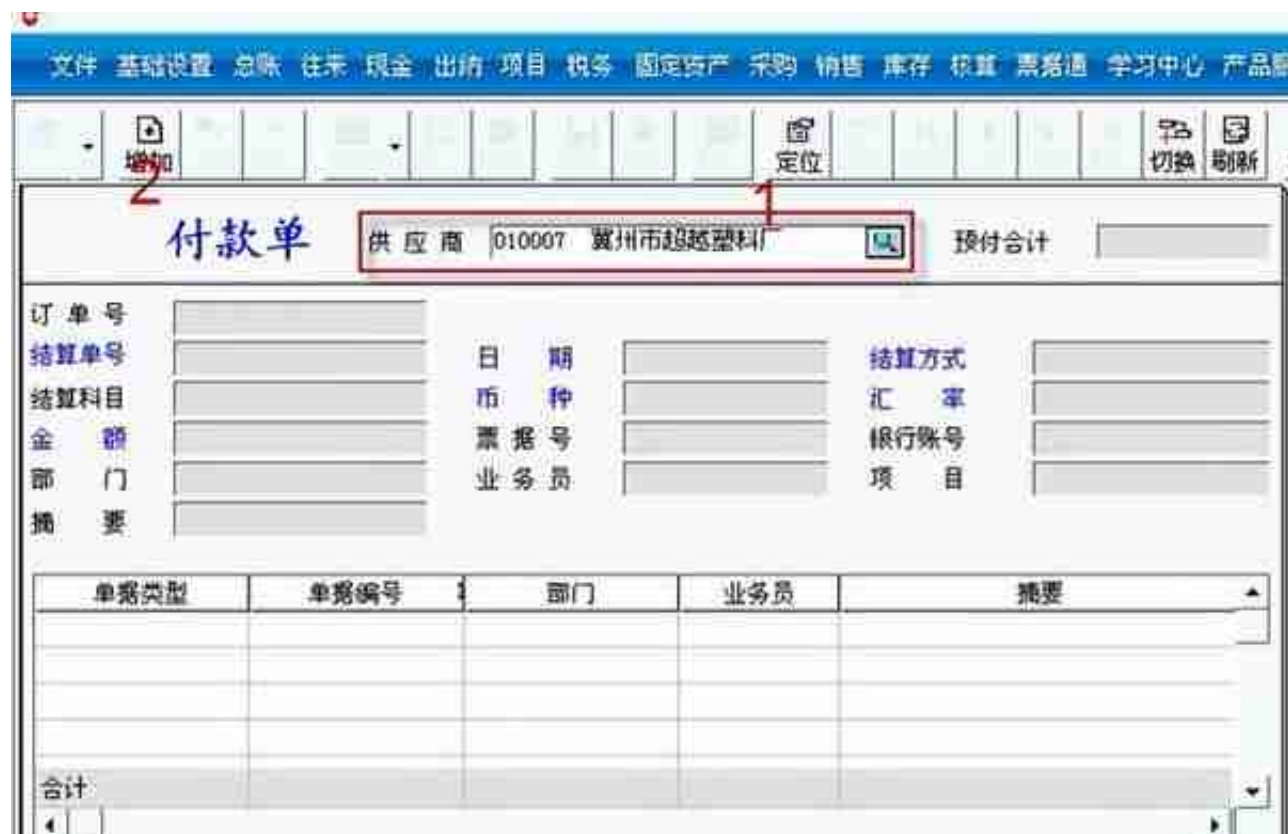 文件 基础设置 总账 往来 现金 出纳 项目 税务 固定资产 采购 销售 库存 核算 票据通 学习中心 产品服
增加 定位 切换 刷新
2 1
付款单 供应商 010007 冀州市超越塑料厂 预付合计
订单号
结算单号 日期 结算方式
结算科目 币种 汇率
金额 票据号 银行账号
部门 业务员 项目
摘要
单据类型 单据编号 部门 业务员 摘要
合计